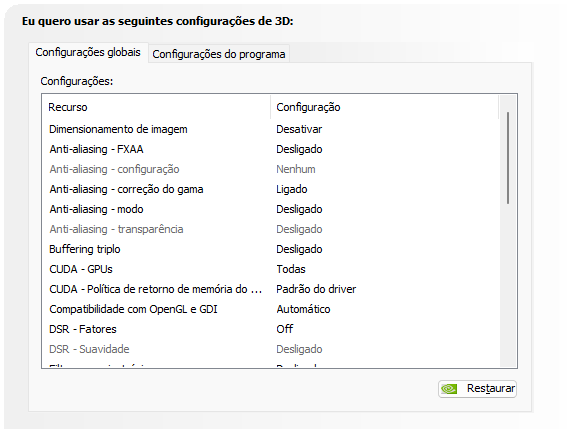 Eu quero usar as seguintes configurações de 3D:
Configurações globais Configurações do programa
Configurações:
Recurso Configuração
Dimensionamento de imagem Desativar
Anti-aliasing - FXAA Desligado
Anti-aliasing - configuração Nenhum
Anti-aliasing - correção do gama Ligado
Anti-aliasing - modo Desligado
Anti-aliasing - transparência Desligado
Buffering triplo Desligado
CUDA - GPUs Todas
CUDA - Política de retorno de memória do ... Padrão do driver
Compatibilidade com OpenGL e GDI Automático
DSR - Fatores Off
DSR - Suavidade Desligado
Restaurar